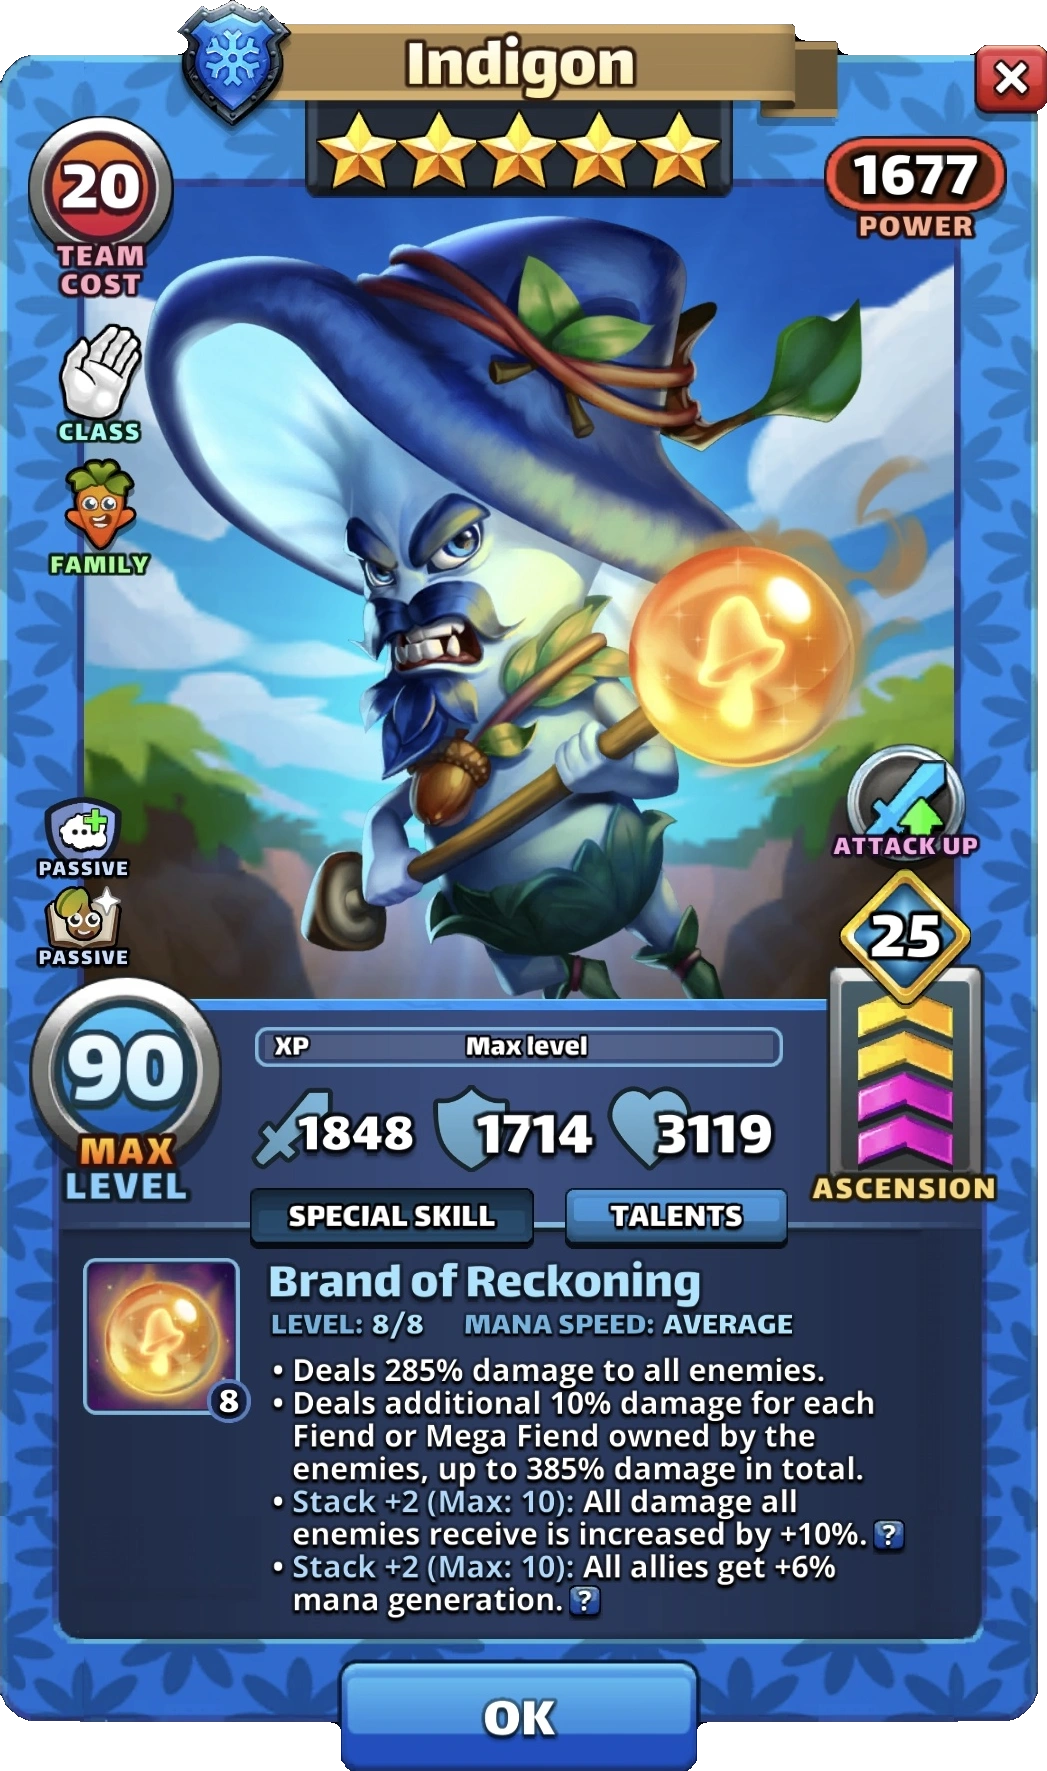 Indigon
20
TEAM
COST
1677
POWER
CLASS
FAMILY
PASSIVE
PASSIVE
ATTACK UP
25
90
MAX
LEVEL
XP
Max level
1848
1714
3119
ASCENSION
SPECIAL SKILL
TALENTS
Brand of Reckoning
LEVEL: 8/8 MANA SPEED: AVERAGE
8
• Deals 285% damage to all enemies.
• Deals additional 10% damage for each
Fiend or Mega Fiend owned by the
enemies, up to 385% damage in total.
• Stack +2 (Max: 10): All damage all
enemies receive is increased by +10%. ?
• Stack +2 (Max: 10): All allies get +6%
mana generation. ?
OK